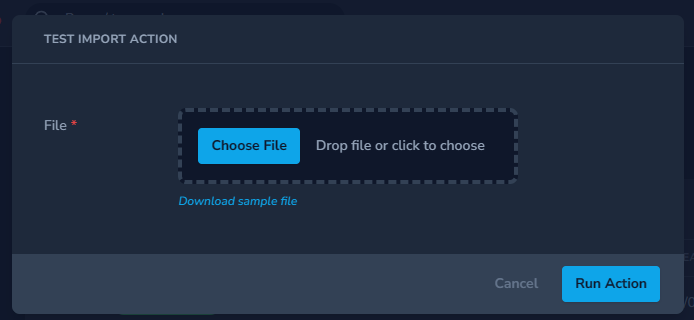 TEST IMPORT ACTION
File *
Choose File Drop file or click to choose
Download sample file
Cancel Run Action